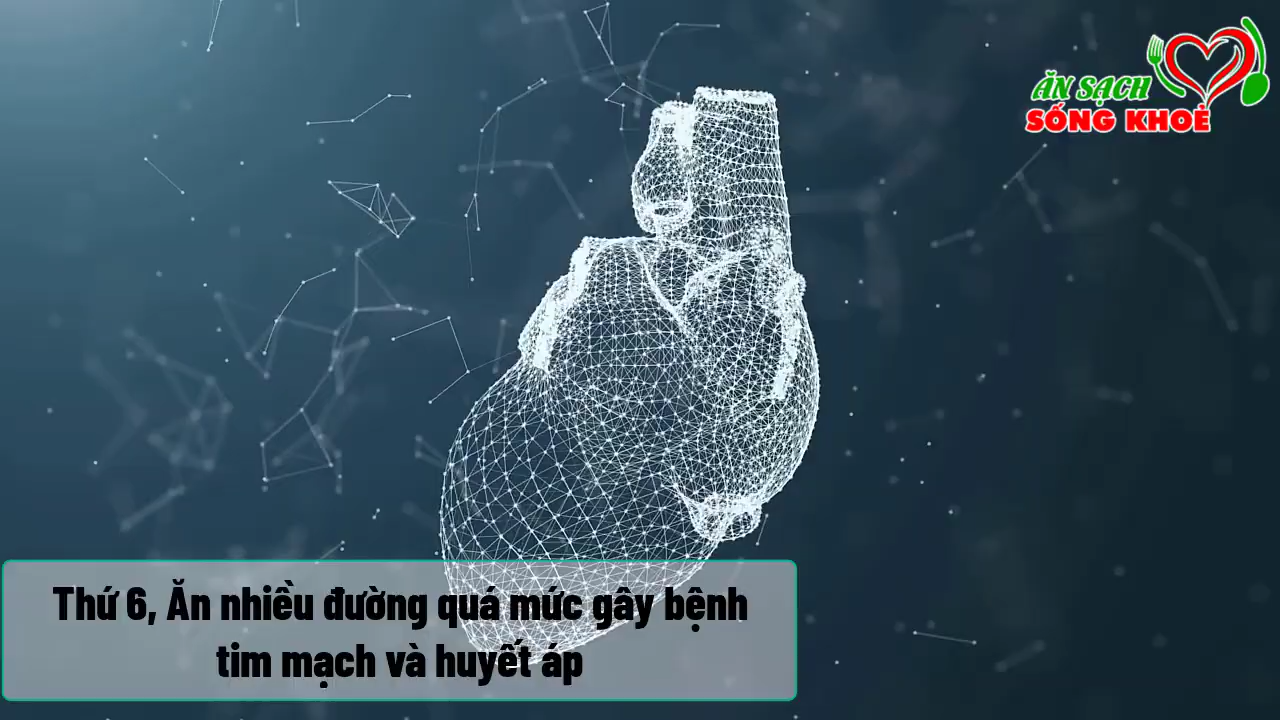 ĂN SẠCH
SỐNG KHOẺ
Thứ 6, Ăn nhiều đường quá mức gây bệnh
tim mạch và huyết áp